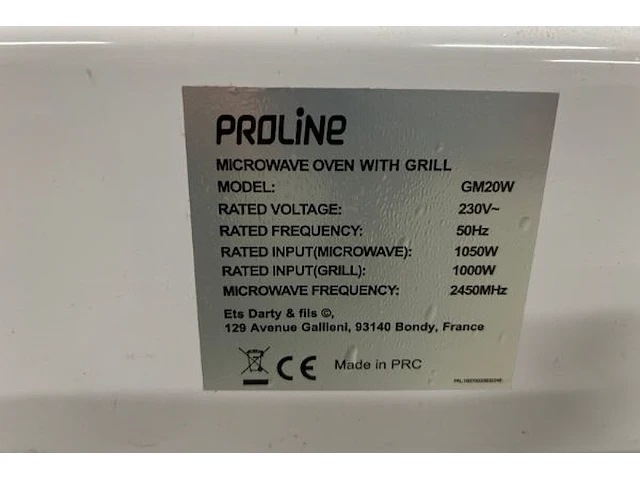 PROLINE
MICROWAVE OVEN WITH GRILL
MODEL: GM20W
RATED VOLTAGE: 230V~
RATED FREQUENCY: 50Hz
RATED INPUT(MICROWAVE): 1050W
RATED INPUT(GRILL): 1000W
MICROWAVE FREQUENCY: 2450MHz
Ets Darty & fils ©,
129 Avenue Gallieni, 93140 Bondy, France
CE Made in PRC